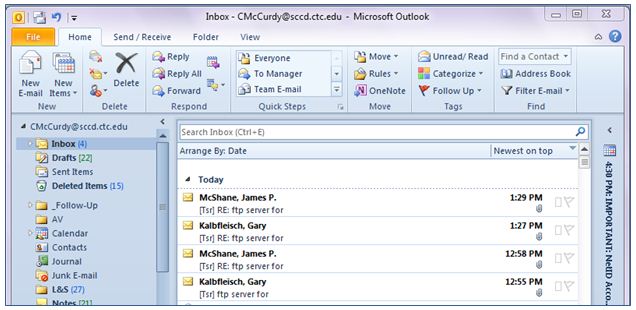 Inbox - CMcCurdy@sccd.ctc.edu - Microsoft Outlook
File Home Send / Receive Folder View
New E-mail
New Items
Delete
Reply
Reply All
Forward
Everyone
To Manager
Team E-mail
Move
Rules
OneNote
Unread/ Read
Categorize
Follow Up
Find a Contact
Address Book
Filter E-mail
New Delete Respond Quick Steps Move Tags Find
CMcCurdy@sccd.ctc.edu
Inbox (4)
Drafts [22]
Sent Items
Deleted Items (15)
_Follow-Up
AV
Calendar
Contacts
Journal
Junk E-mail
L&S (27)
Notes [21]
Search Inbox (Ctrl+E)
Arrange By: Date Newest on top
Today
McShane, James P. 1:29 PM
[Tsr] RE: ftp server for
Kalbfleisch, Gary 1:27 PM
[Tsr] RE: ftp server for
McShane, James P. 12:58 PM
[Tsr] RE: ftp server for
Kalbfleisch, Gary 12:55 PM
[Tsr] ftp server for
4:30 PM: IMPORTANT: NetID Acco...